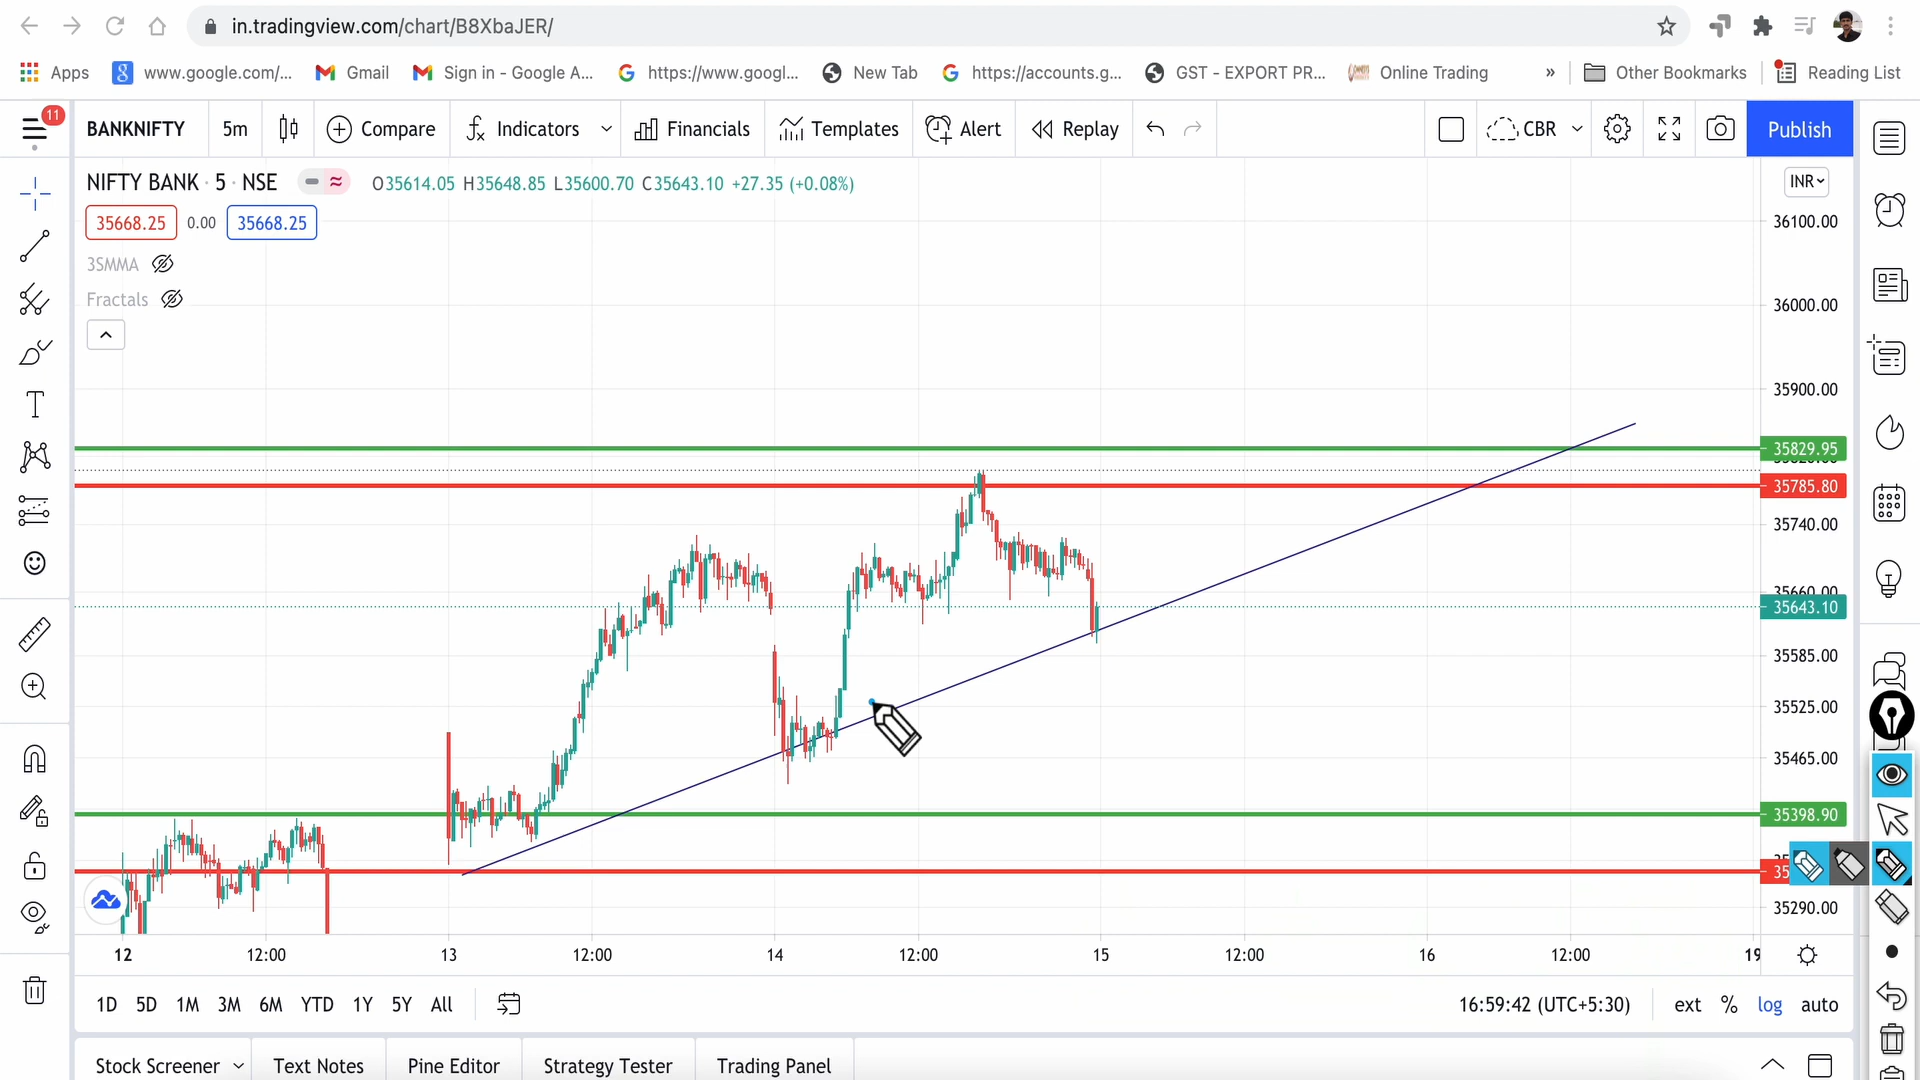 in.tradingview.com/chart/B8XbaJER/
Apps www.google.com/... Gmail Sign in - Google A... https://www.googl... New Tab https://accounts.g... GST - EXPORT PR... Online Trading » Other Bookmarks Reading List
11 BANKNIFTY 5m Compare Indicators Financials Templates Alert Replay CBR Publish
NIFTY BANK · 5 · NSE O35614.05 H35648.85 L35600.70 C35643.10 +27.35 (+0.08%) INR
35668.25 0.00 35668.25
36100.00
3SMMA
Fractals
36000.00
35900.00
35829.95
35785.80
35740.00
35660.00
35643.10
35585.00
35525.00
35465.00
35398.90
35290.00
12 12:00 13 12:00 14 12:00 15 12:00 16 12:00 19
1D 5D 1M 3M 6M YTD 1Y 5Y All 16:59:42 (UTC+5:30) ext % log auto
Stock Screener Text Notes Pine Editor Strategy Tester Trading Panel